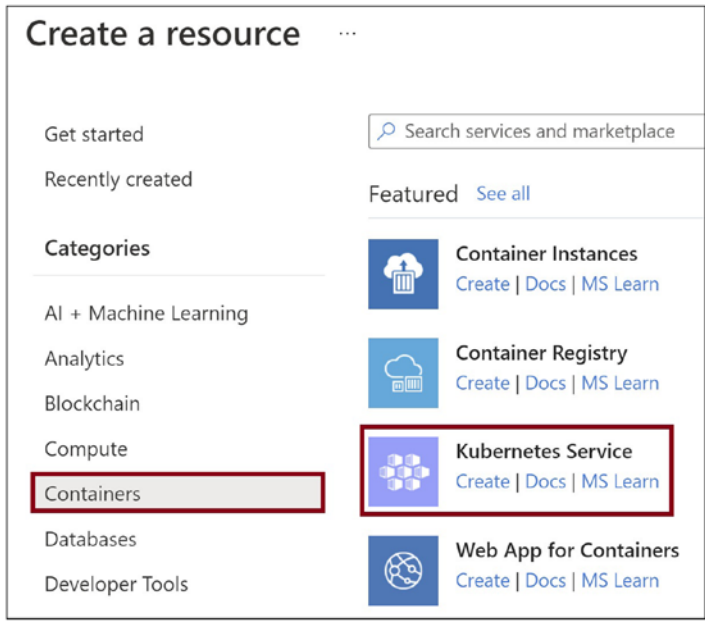 Create a resource ...
Get started
Recently created
Categories
AI + Machine Learning
Analytics
Blockchain
Compute
Containers
Databases
Developer Tools
Search services and marketplace
Featured See all
Container Instances
Create | Docs | MS Learn
Container Registry
Create | Docs | MS Learn
Kubernetes Service
Create | Docs | MS Learn
Web App for Containers
Create | Docs | MS Learn